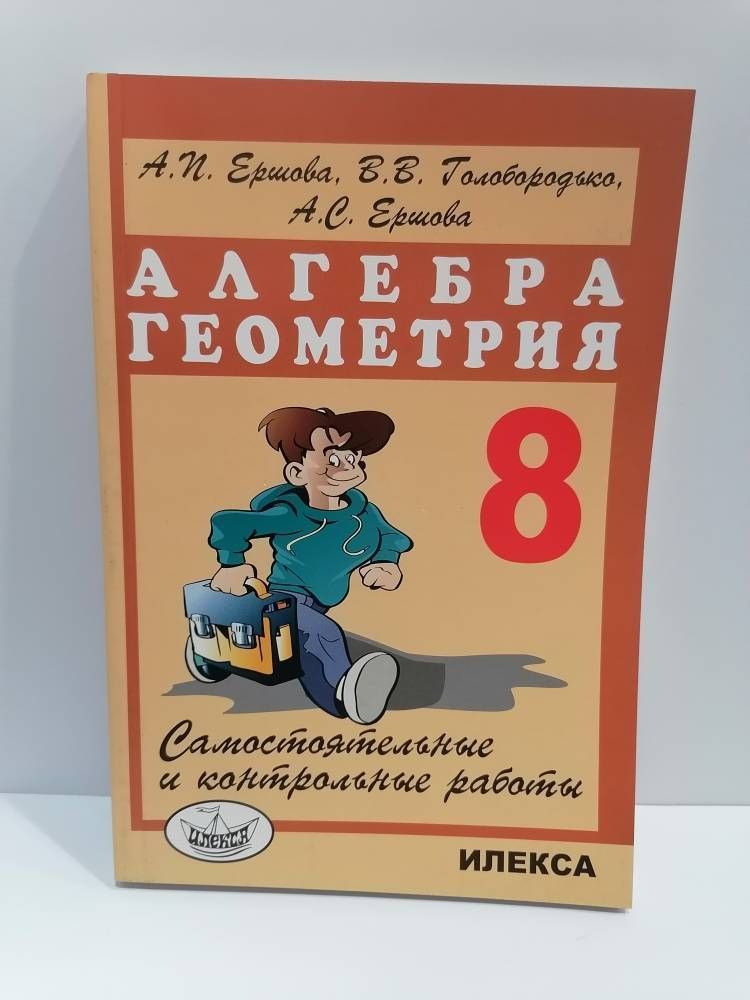 А.П. Ершова, В.В. Голобородько,
А.С. Ершова
АЛГЕБРА
ГЕОМЕТРИЯ
8
Самостоятельные
и контрольные работы
илекса
ИЛЕКСА